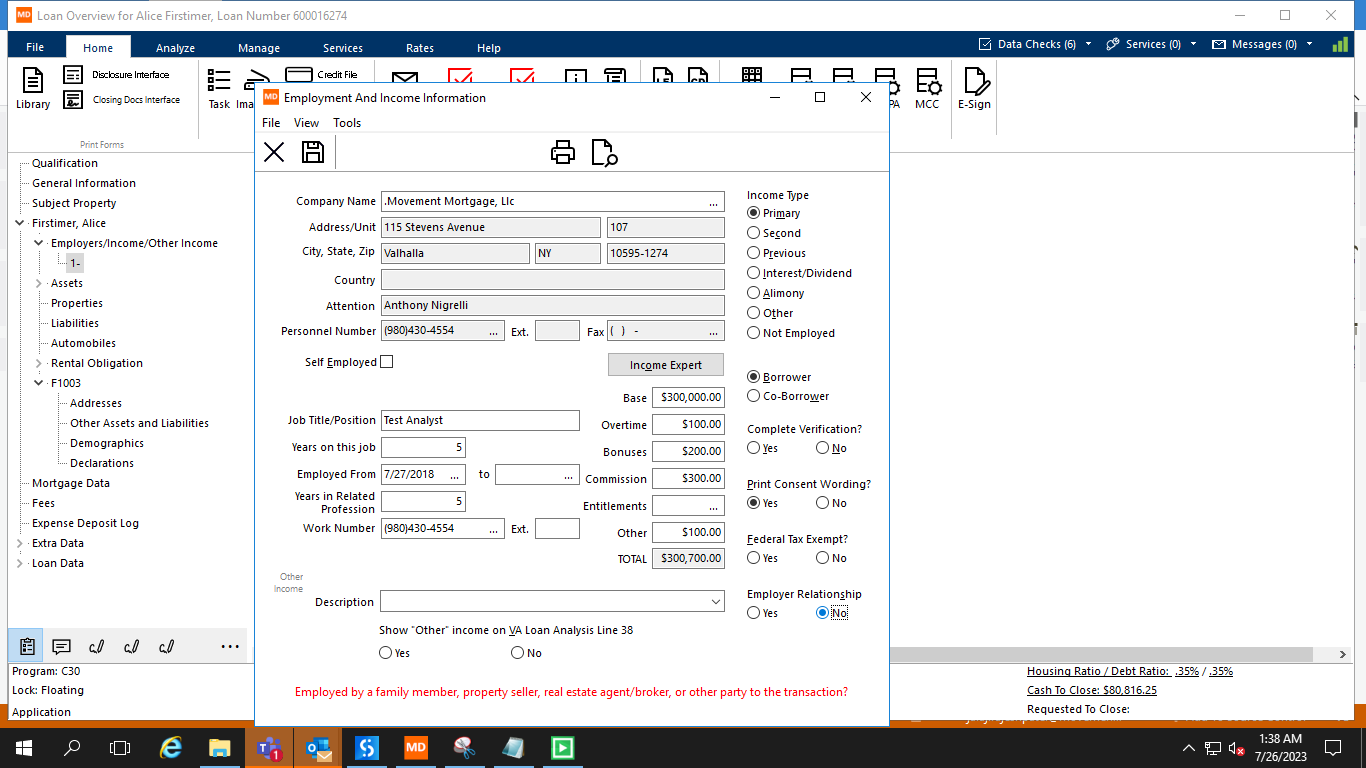 MD Loan Overview for Alice Firstimer, Loan Number 600016274
File Home Analyze Manage Services Rates Help Data Checks (6) Services (0) Messages (0)
Library Disclosure Interface Closing Docs Interface Task Credit File MCC E-Sign
Print Forms
MD Employment And Income Information
File View Tools
Qualification
General Information
Subject Property
Firstimer, Alice
Employers/Income/Other Income
1-
Assets
Properties
Liabilities
Automobiles
Rental Obligation
F1003
Addresses
Other Assets and Liabilities
Demographics
Declarations
Mortgage Data
Fees
Expense Deposit Log
Extra Data
Loan Data
...
Program: C30
Lock: Floating
Application
Company Name .Movement Mortgage, Llc ...
Address/Unit 115 Stevens Avenue 107
City, State, Zip Valhalla NY 10595-1274
Country
Attention Anthony Nigrelli
Personnel Number (980)430-4554 ... Ext. Fax ( ) - ...
Self Employed
Income Expert
Base $300,000.00
Job Title/Position Test Analyst
Overtime $100.00
Years on this job 5
Bonuses $200.00
Employed From 7/27/2018 ... to ...
Commission $300.00
Years in Related Profession 5
Entitlements ...
Work Number (980)430-4554 ... Ext.
Other $100.00
TOTAL $300,700.00
Other
Income
Description
Show "Other" income on VA Loan Analysis Line 38
Yes No
Income Type
Primary
Second
Previous
Interest/Dividend
Alimony
Other
Not Employed
Borrower
Co-Borrower
Complete Verification?
Yes No
Print Consent Wording?
Yes No
Federal Tax Exempt?
Yes No
Employer Relationship
Yes No
Employed by a family member, property seller, real estate agent/broker, or other party to the transaction?
Housing Ratio / Debt Ratio: .35% / .35%
Cash To Close: $80,816.25
Requested To Close:
1
MD
1:38 AM
7/26/2023